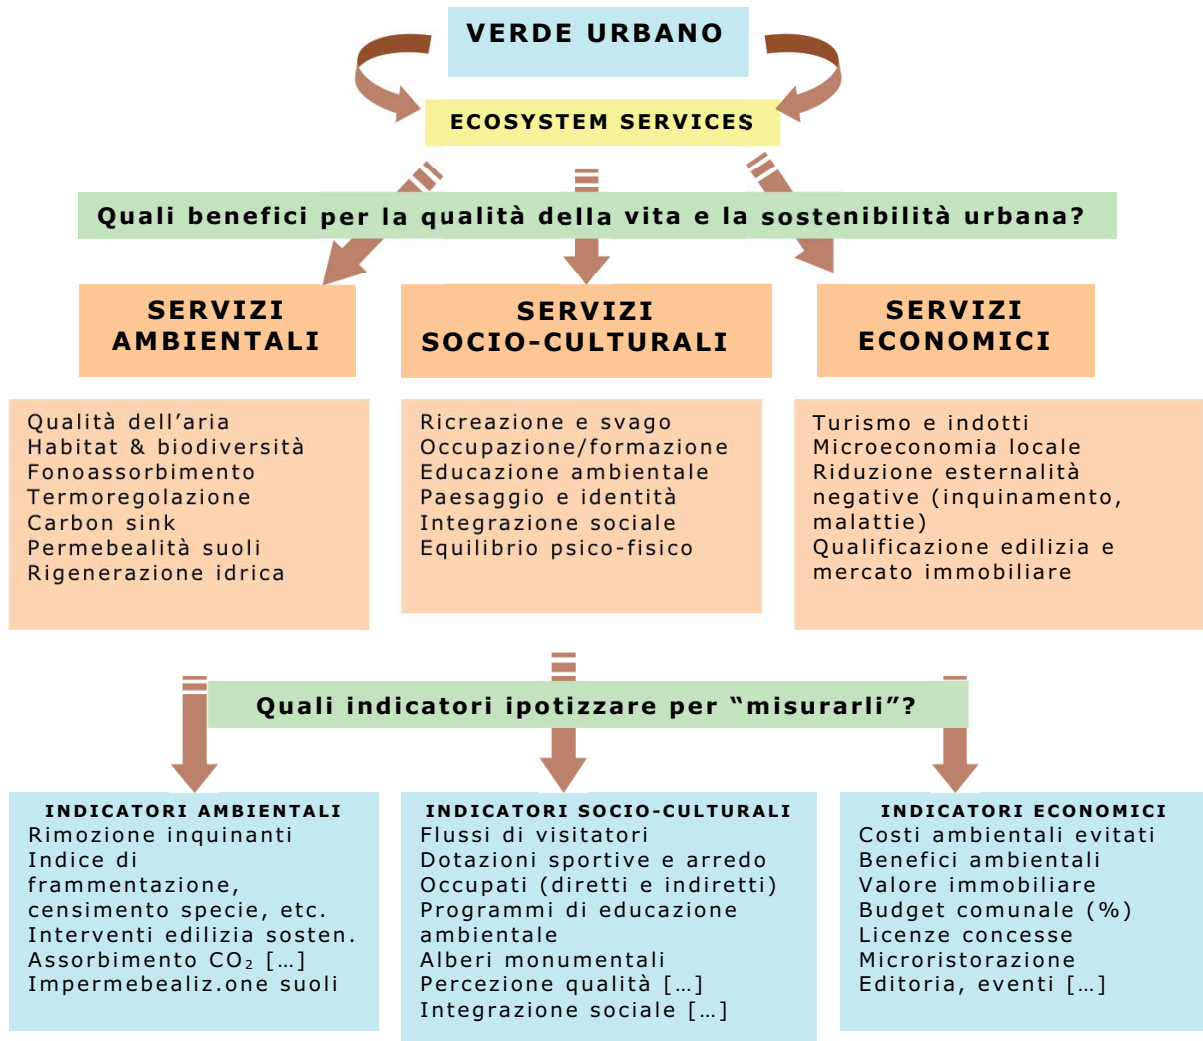 VERDE URBANO
ECOSYSTEM SERVICES
Quali benefici per la qualità della vita e la sostenibilità urbana?
SERVIZI
AMBIENTALI
SERVIZI
SOCIO-CULTURALI
SERVIZI
ECONOMICI
Qualità dell'aria
Habitat & biodiversità
Fonoassorbimento
Termoregolazione
Carbon sink
Permebealità suoli
Rigenerazione idrica
Ricreazione e svago
Occupazione/formazione
Educazione ambientale
Paesaggio e identità
Integrazione sociale
Equilibrio psico-fisico
Turismo e indotti
Microeconomia locale
Riduzione esternalità
negative (inquinamento,
malattie)
Qualificazione edilizia e
mercato immobiliare
Quali indicatori ipotizzare per “misurarli”?
INDICATORI AMBIENTALI
Rimozione inquinanti
Indice di
frammentazione,
censimento specie, etc.
Interventi edilizia sosten.
Assorbimento CO₂ […]
Impermebealiz.one suoli
INDICATORI SOCIO-CULTURALI
Flussi di visitatori
Dotazioni sportive e arredo
Occupati (diretti e indiretti)
Programmi di educazione
ambientale
Alberi monumentali
Percezione qualità […]
Integrazione sociale […]
INDICATORI ECONOMICI
Costi ambientali evitati
Benefici ambientali
Valore immobiliare
Budget comunale (%)
Licenze concesse
Microristorazione
Editoria, eventi […]